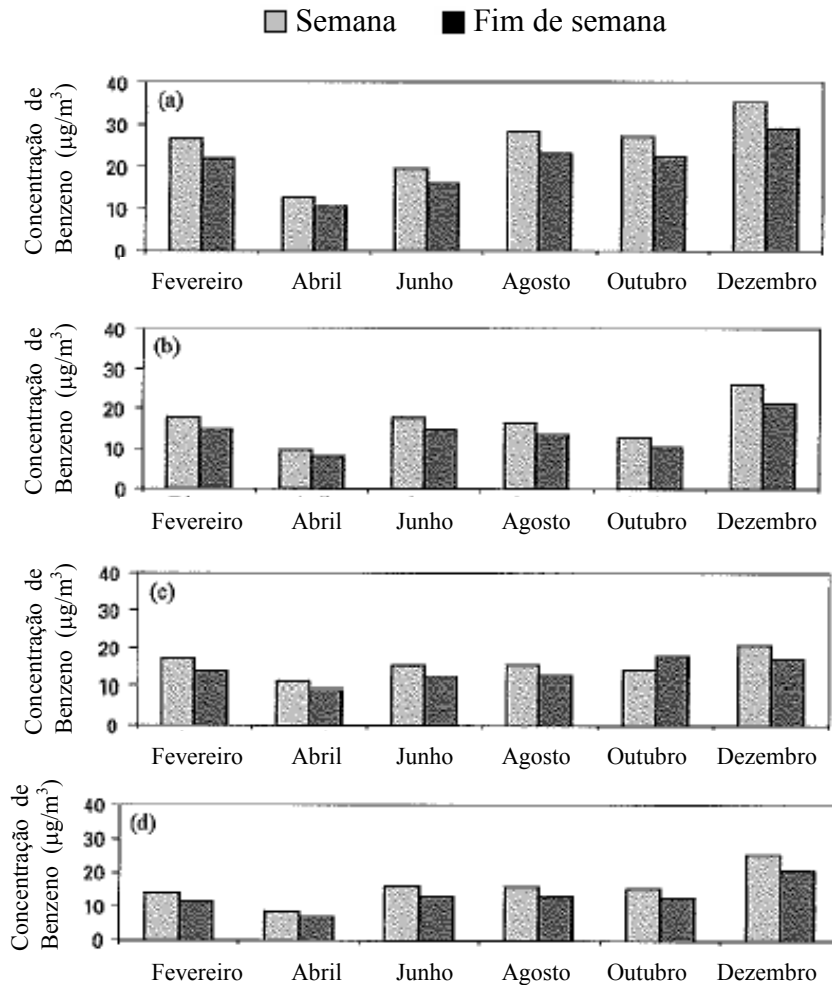 Semana Fim de semana
Concentração de
Benzeno (μg/m³)
40
30
20
10
0
(a)
Fevereiro Abril Junho Agosto Outubro Dezembro
Concentração de
Benzeno (μg/m³)
40
30
20
10
0
(b)
Fevereiro Abril Junho Agosto Outubro Dezembro
Concentração de
Benzeno (μg/m³)
40
30
20
10
0
(c)
Fevereiro Abril Junho Agosto Outubro Dezembro
Concentração de
Benzeno (μg/m³)
40
30
20
10
0
(d)
Fevereiro Abril Junho Agosto Outubro Dezembro